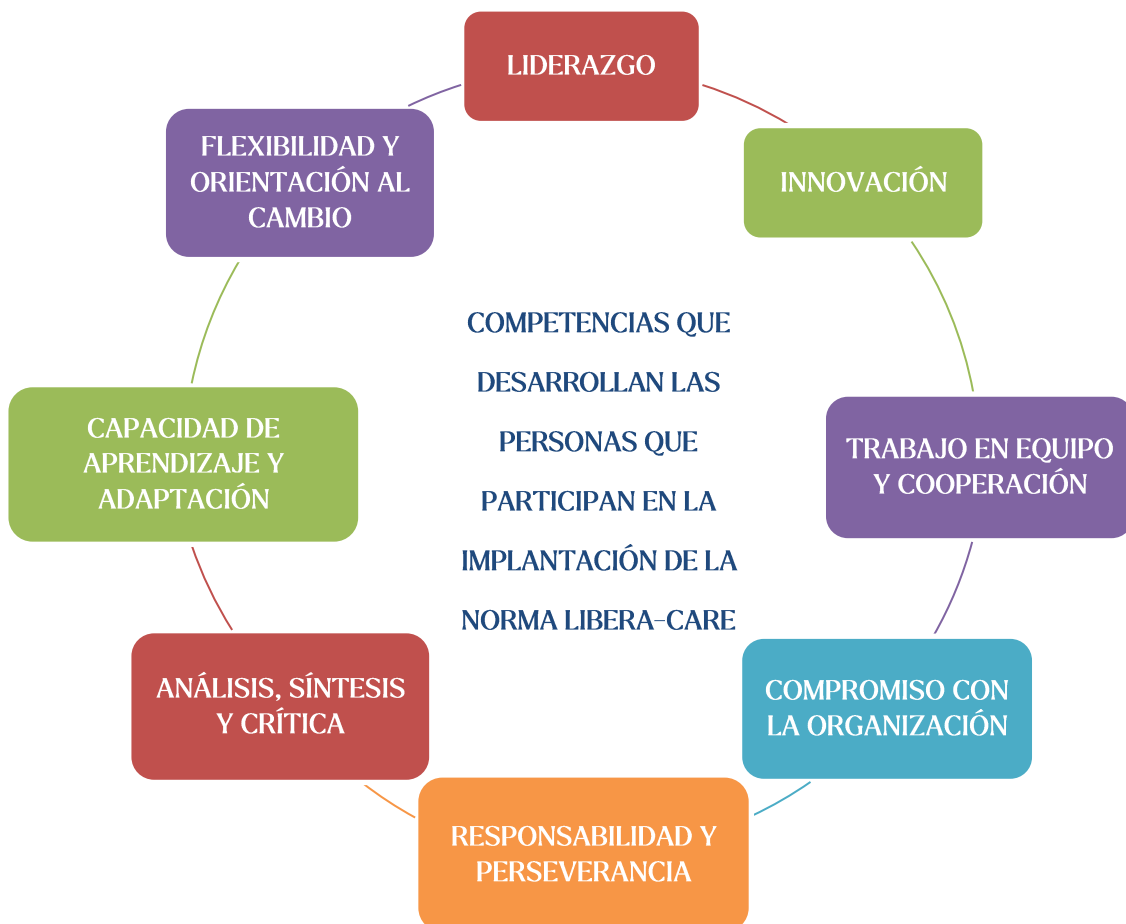 LIDERAZGO
INNOVACIÓN
TRABAJO EN EQUIPO
Y COOPERACIÓN
COMPROMISO CON
LA ORGANIZACIÓN
RESPONSABILIDAD Y
PERSEVERANCIA
ANÁLISIS, SÍNTESIS
Y CRÍTICA
CAPACIDAD DE
APRENDIZAJE Y
ADAPTACIÓN
FLEXIBILIDAD Y
ORIENTACIÓN AL
CAMBIO
COMPETENCIAS QUE
DESARROLLAN LAS
PERSONAS QUE
PARTICIPAN EN LA
IMPLANTACIÓN DE LA
NORMA LIBERA-CARE